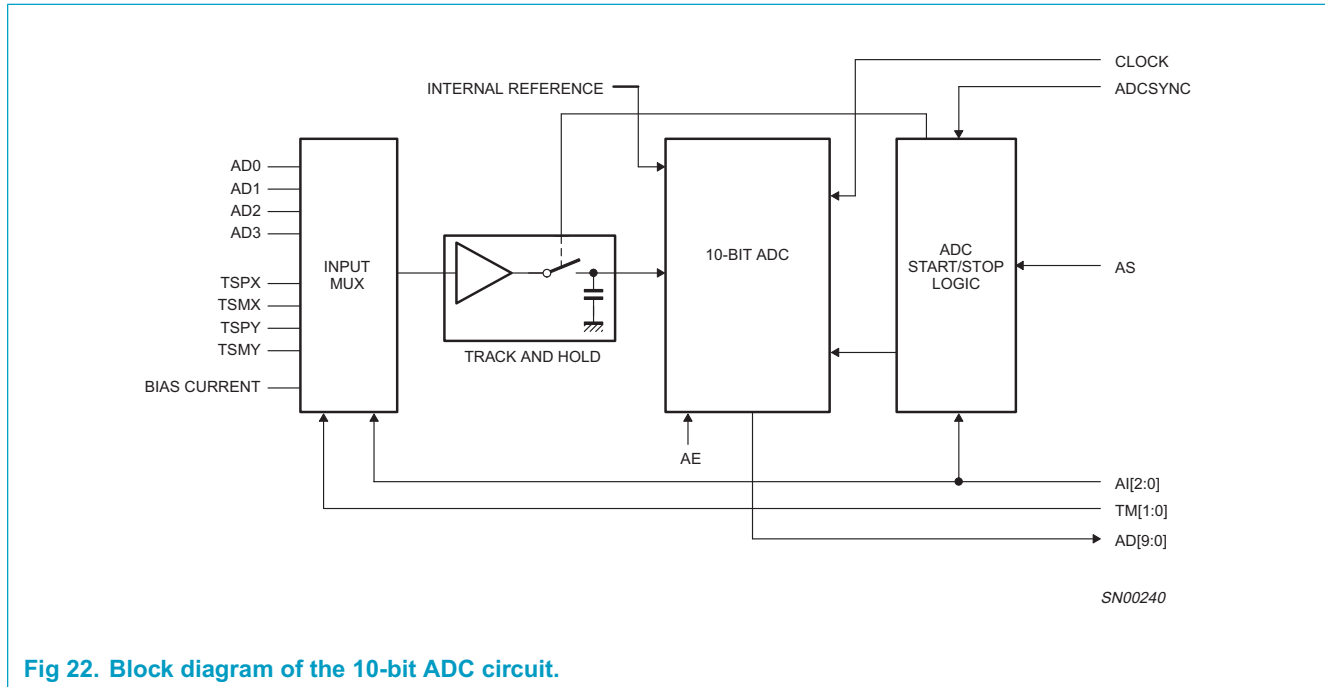 CLOCK
INTERNAL REFERENCE
ADCSYNC
AD0
AD1
AD2
AD3
TSPX
TSMX
TSPY
TSMY
BIAS CURRENT
INPUT
MUX
TRACK AND HOLD
10-BIT ADC
ADC
START/STOP
LOGIC
AS
AE
AI[2:0]
TM[1:0]
AD[9:0]
SN00240
Fig 22. Block diagram of the 10-bit ADC circuit.